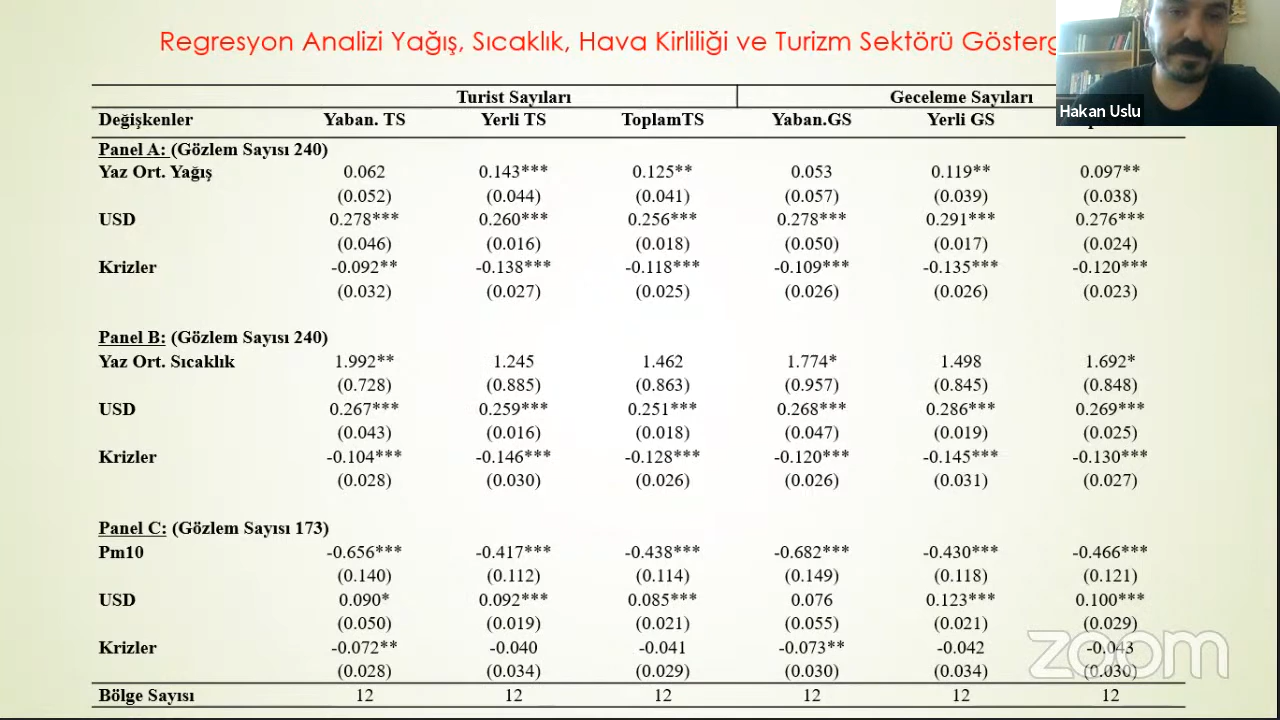 Regresyon Analizi Yağış, Sıcaklık, Hava Kirliliği ve Turizm Sektörü
Hakan Uslu
Turist Sayıları Geceleme Sayıları
Değişkenler Yaban. TS Yerli TS ToplamTS Yaban.GS Yerli GS
Panel A: (Gözlem Sayısı 240)
Yaz Ort. Yağış 0.062 0.143*** 0.125** 0.053 0.119** 0.097**
(0.052) (0.044) (0.041) (0.057) (0.039) (0.038)
USD 0.278*** 0.260*** 0.256*** 0.278*** 0.291*** 0.276***
(0.046) (0.016) (0.018) (0.050) (0.017) (0.024)
Krizler -0.092** -0.138*** -0.118*** -0.109*** -0.135*** -0.120***
(0.032) (0.027) (0.025) (0.026) (0.026) (0.023)
Panel B: (Gözlem Sayısı 240)
Yaz Ort. Sıcaklık 1.992** 1.245 1.462 1.774* 1.498 1.692*
(0.728) (0.885) (0.863) (0.957) (0.845) (0.848)
USD 0.267*** 0.259*** 0.251*** 0.268*** 0.286*** 0.269***
(0.043) (0.016) (0.018) (0.047) (0.019) (0.025)
Krizler -0.104*** -0.146*** -0.128*** -0.120*** -0.145*** -0.130***
(0.028) (0.030) (0.026) (0.026) (0.031) (0.027)
Panel C: (Gözlem Sayısı 173)
Pm10 -0.656*** -0.417*** -0.438*** -0.682*** -0.430*** -0.466***
(0.140) (0.112) (0.114) (0.149) (0.118) (0.121)
USD 0.090* 0.092*** 0.085*** 0.076 0.123*** 0.100***
(0.050) (0.019) (0.021) (0.055) (0.021) (0.029)
Krizler -0.072** -0.040 -0.041 -0.073** -0.042 -0.043
(0.028) (0.034) (0.029) (0.030) (0.034) (0.030)
Bölge Sayısı 12 12 12 12 12 12
zoom